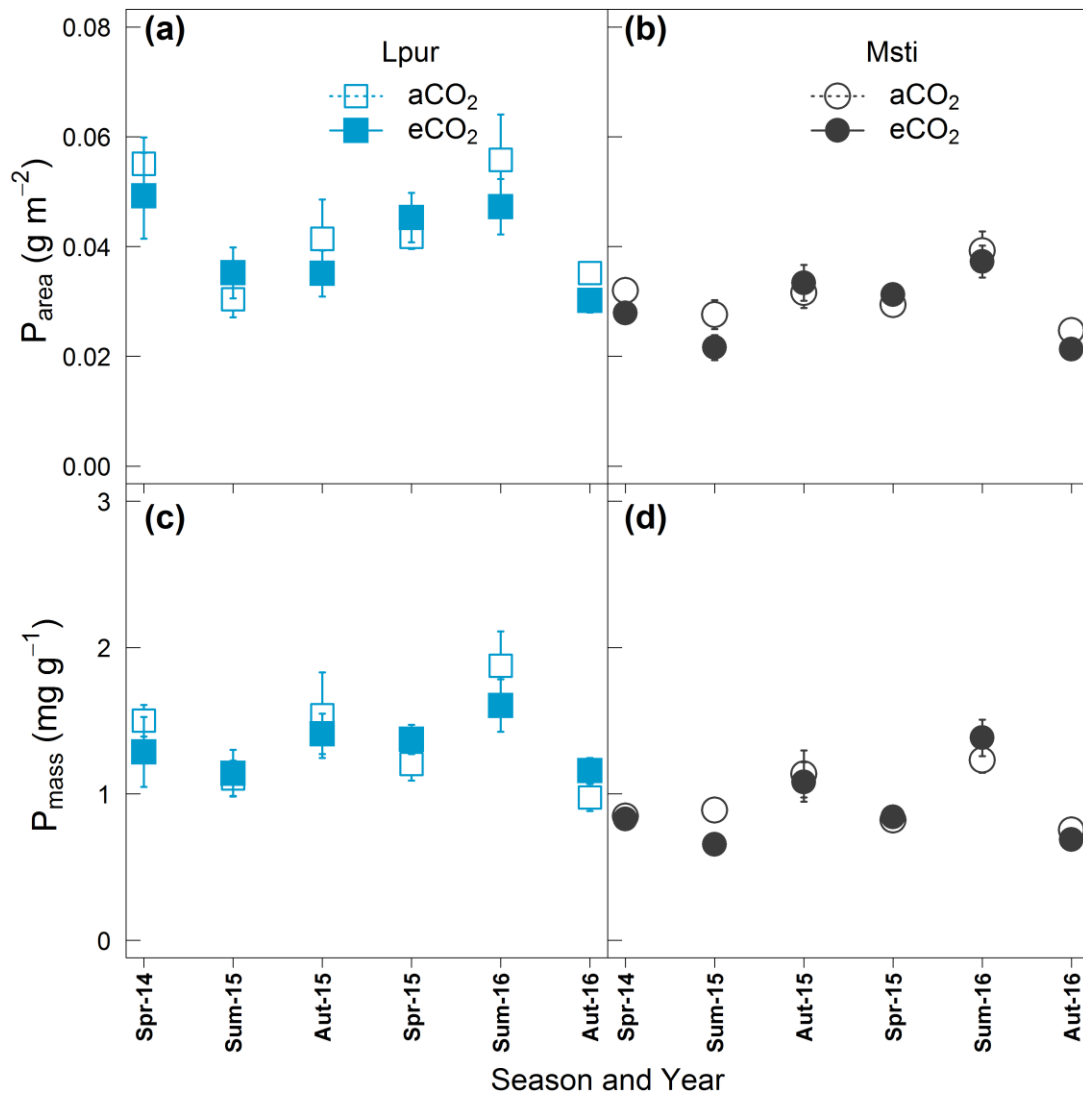 (a)
Lpur
aCO₂
eCO₂
(b)
Msti
aCO₂
eCO₂
0.08
0.06
0.04
0.02
0.00
P_area (g m⁻²)
(c)
(d)
3
2
1
0
P_mass (mg g⁻¹)
Spr-14
Sum-15
Aut-15
Spr-15
Sum-16
Aut-16
Spr-14
Sum-15
Aut-15
Spr-15
Sum-16
Aut-16
Season and Year